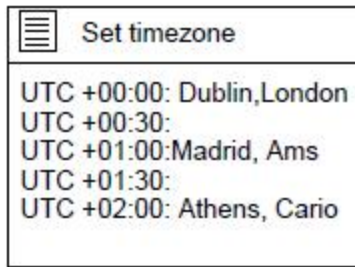 Set timezone
UTC +00:00: Dublin,London
UTC +00:30:
UTC +01:00:Madrid, Ams
UTC +01:30:
UTC +02:00: Athens, Cario